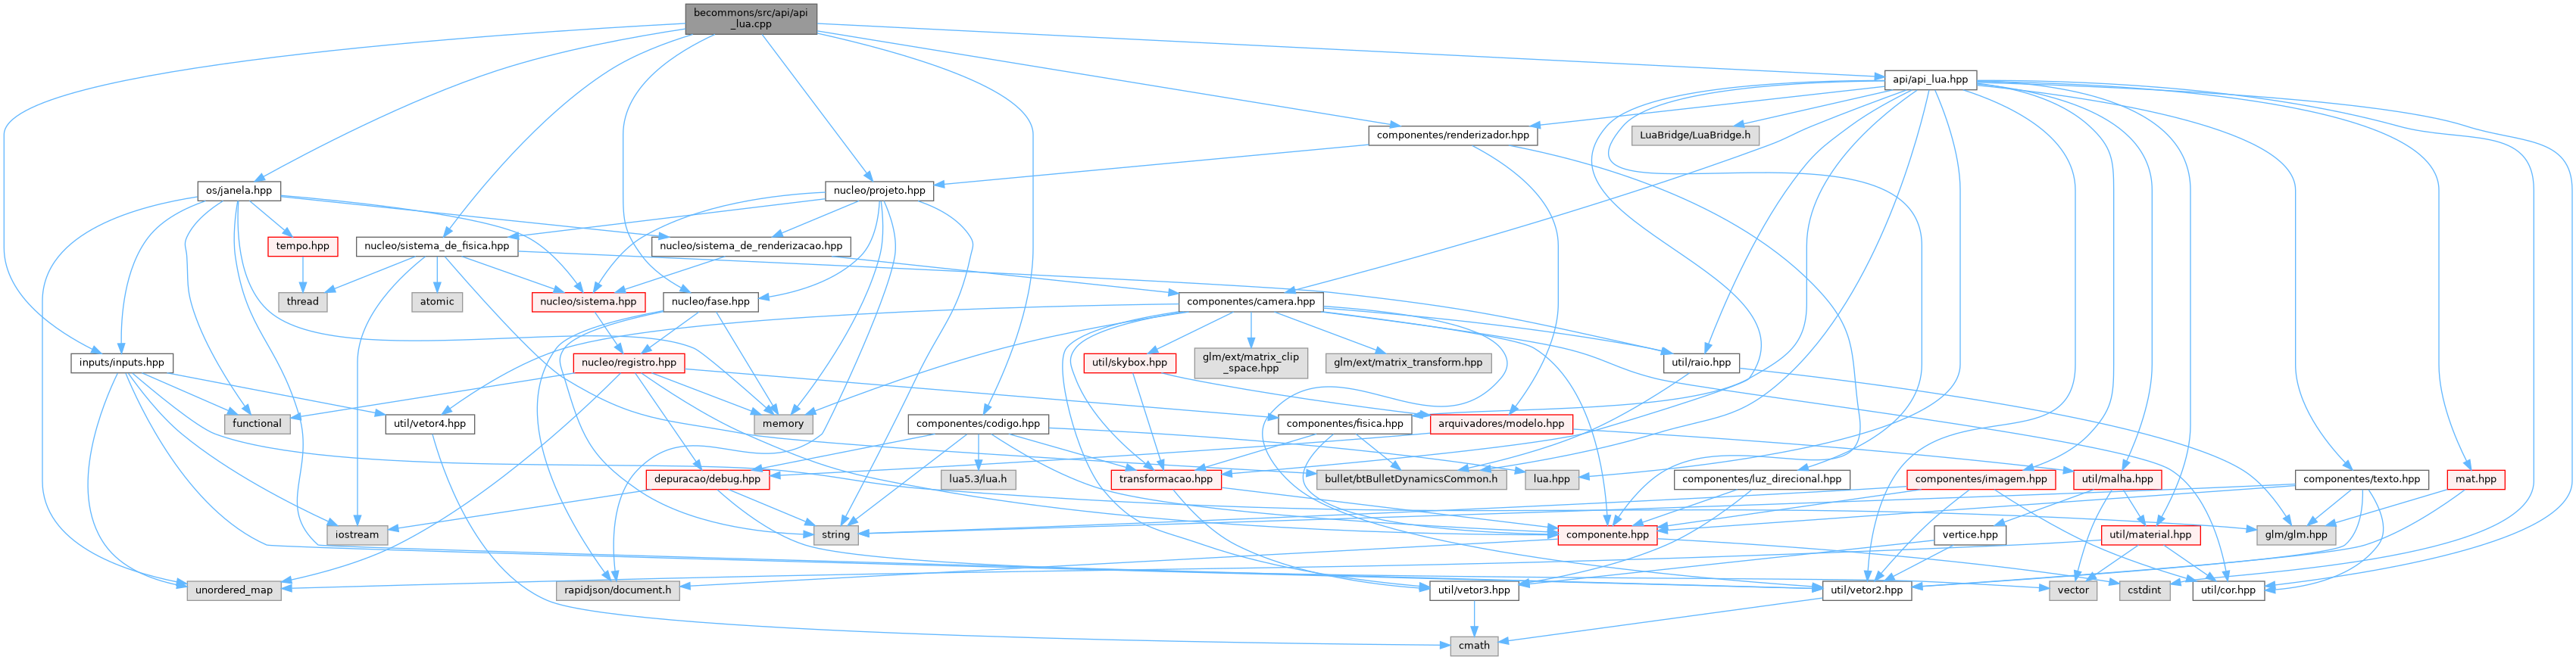 becommons/src/api/api
_lua.cpp
api/api_lua.hpp
componentes/renderizador.hpp
LuaBridge/LuaBridge.h
os/janela.hpp
nucleo/projeto.hpp
tempo.hpp
nucleo/sistema_de_fisica.hpp
nucleo/sistema_de_renderizacao.hpp
thread
atomic
nucleo/sistema.hpp
nucleo/fase.hpp
componentes/camera.hpp
inputs/inputs.hpp
nucleo/registro.hpp
util/skybox.hpp
glm/ext/matrix_clip
_space.hpp
glm/ext/matrix_transform.hpp
util/raio.hpp
functional
util/vetor4.hpp
memory
componentes/codigo.hpp
componentes/fisica.hpp
arquivadores/modelo.hpp
depuracao/debug.hpp
lua5.3/lua.h
transformacao.hpp
bullet/btBulletDynamicsCommon.h
lua.hpp
componentes/luz_direcional.hpp
componentes/imagem.hpp
util/malha.hpp
componentes/texto.hpp
mat.hpp
iostream
string
componente.hpp
vertice.hpp
util/material.hpp
glm/glm.hpp
unordered_map
rapidjson/document.h
util/vetor3.hpp
util/vetor2.hpp
vector
cstdint
util/cor.hpp
cmath